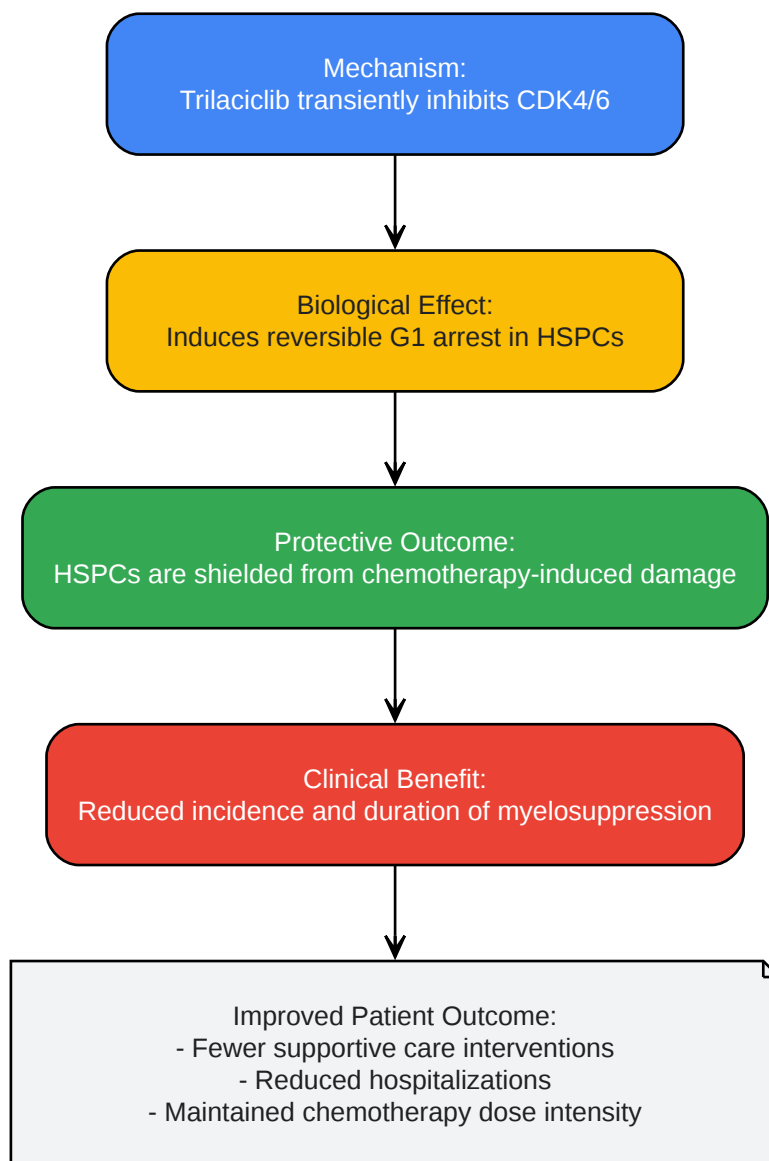 Mechanism:
Trilaciclib transiently inhibits CDK4/6
Biological Effect:
Induces reversible G1 arrest in HSPCs
Protective Outcome:
HSPCs are shielded from chemotherapy-induced damage
Clinical Benefit:
Reduced incidence and duration of myelosuppression
Improved Patient Outcome:
- Fewer supportive care interventions
- Reduced hospitalizations
- Maintained chemotherapy dose intensity